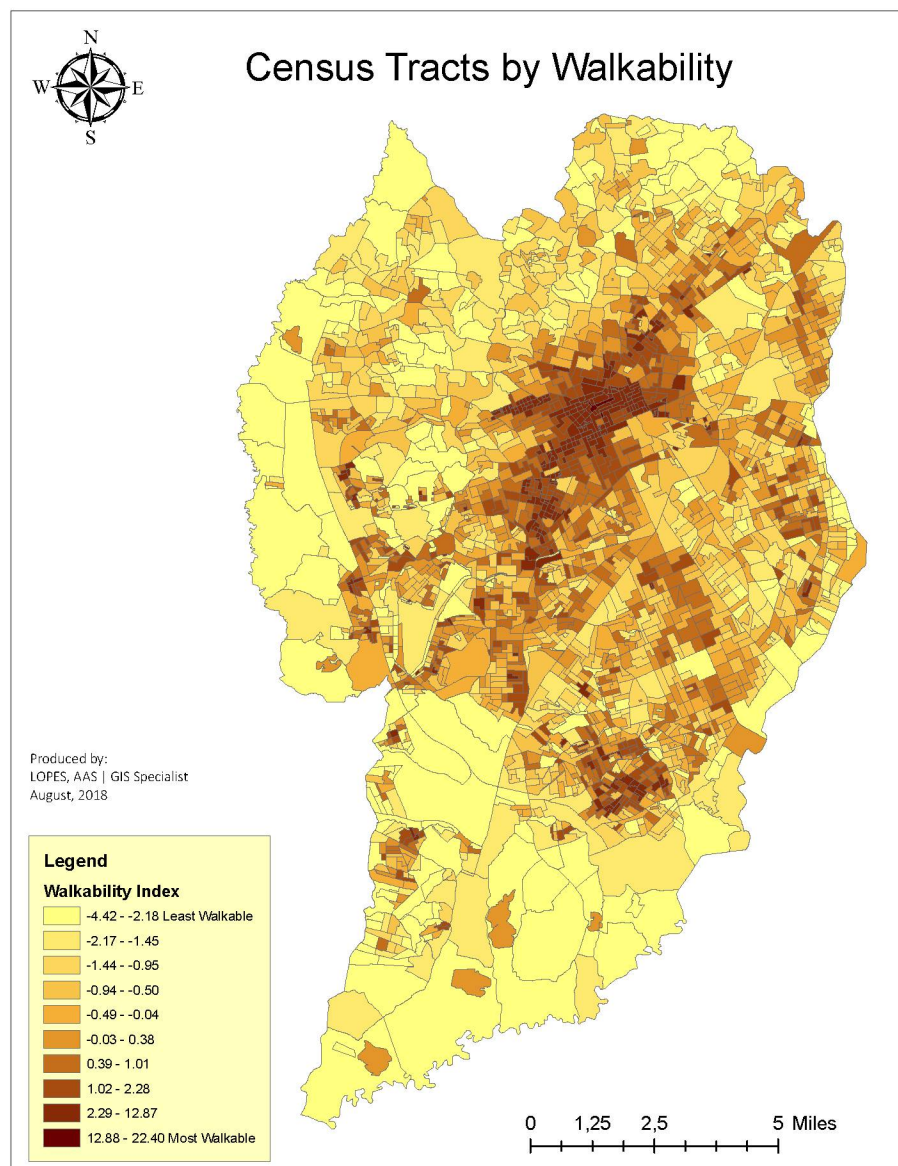 N
W
E
S
Census Tracts by Walkability
Produced by:
LOPES, AAS | GIS Specialist
August, 2018
Legend
Walkability Index
-4.42 - -2.18 Least Walkable
-2.17 - -1.45
-1.44 - -0.95
-0.94 - -0.50
-0.49 - -0.04
-0.03 - 0.38
0.39 - 1.01
1.02 - 2.28
2.29 - 12.87
12.88 - 22.40 Most Walkable
0 1,25 2,5 5 Miles